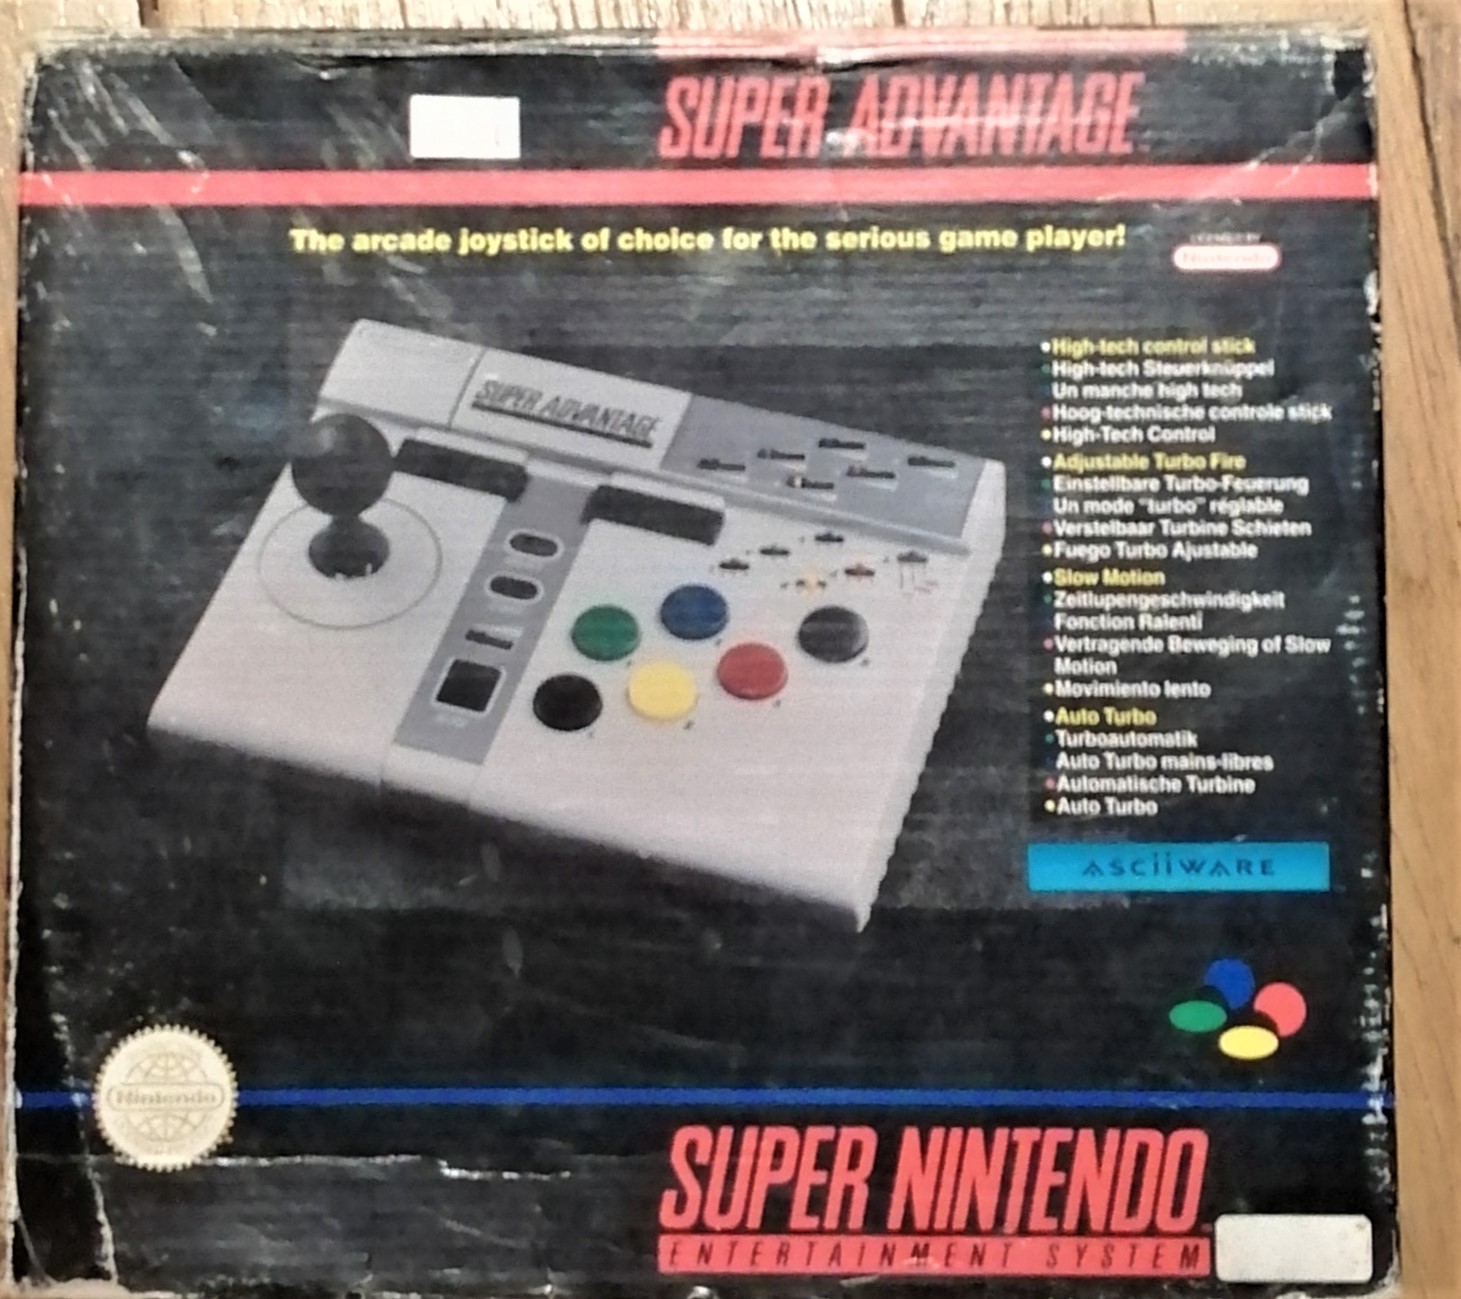 SUPER ADVANTAGE
The arcade joystick of choice for the serious game player!
LICENSED BY
Nintendo
SUPER ADVANTAGE
High-tech control stick
High-tech Steuerknüppel
Un manche high tech
Hoog-technische controle stick
High-Tech Control
Adjustable Turbo Fire
Einstellbare Turbo-Feuerung
Un mode "turbo" réglable
Verstelbaar Turbine Schieten
Fuego Turbo Ajustable
Slow Motion
Zeitlupengeschwindigkeit
Fonction Ralenti
Vertragende Beweging of Slow
Motion
Movimiento lento
Auto Turbo
Turboautomatik
Auto Turbo mains-libres
Automatische Turbine
Auto Turbo
ASCIIWARE
Nintendo
SUPER NINTENDO
ENTERTAINMENT SYSTEM